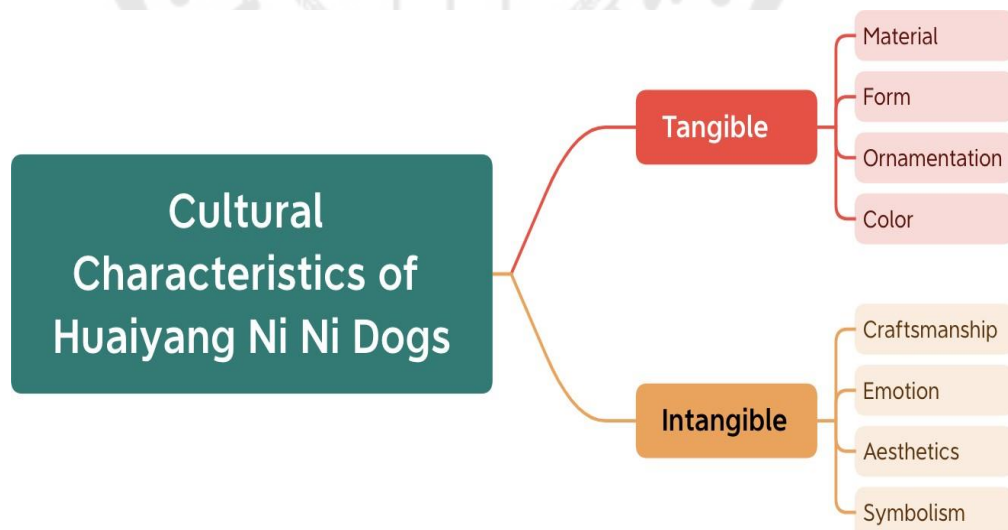 Cultural
Characteristics of
Huaiyang Ni Ni Dogs
Tangible
Material
Form
Ornamentation
Color
Intangible
Craftsmanship
Emotion
Aesthetics
Symbolism